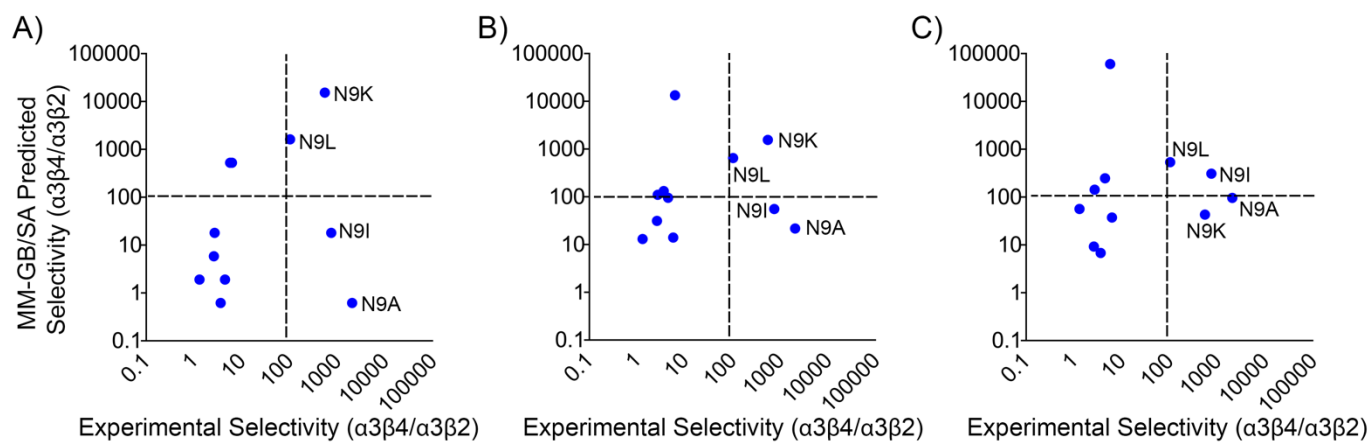 A)
MM-GB/SA Predicted
Selectivity (α3β4/α3β2)
100000
10000
1000
100
10
1
0.1
N9K
N9L
N9I
N9A
0.1
1
10
100
1000
10000
100000
Experimental Selectivity (α3β4/α3β2)
B)
100000
10000
1000
100
10
1
0.1
N9K
N9L
N9I
N9A
0.1
1
10
100
1000
10000
100000
Experimental Selectivity (α3β4/α3β2)
C)
100000
10000
1000
100
10
1
0.1
N9L
N9I
N9A
N9K
0.1
1
10
100
1000
10000
100000
Experimental Selectivity (α3β4/α3β2)